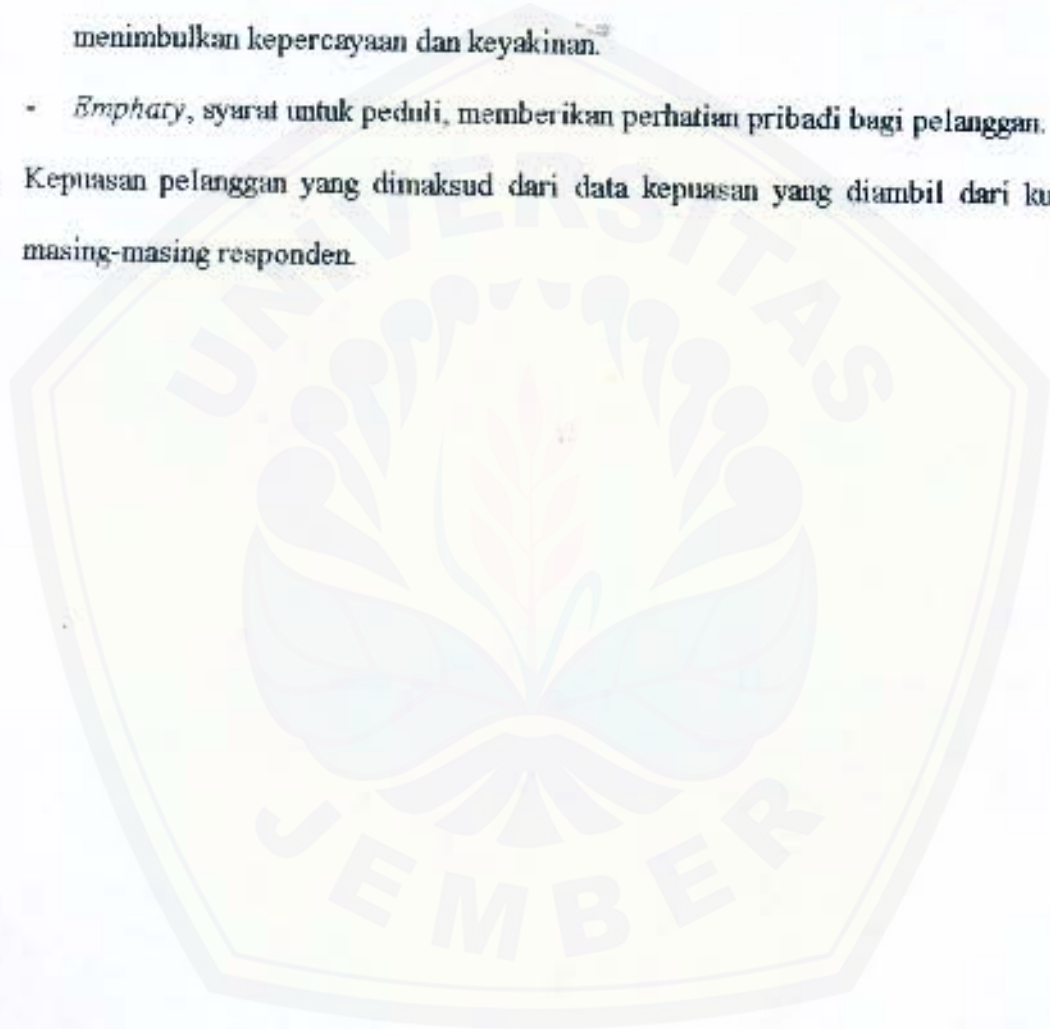 menimbulkan kepercayaan dan keyakinan.
- Emphaty, syarat untuk peduli, memberikan perhatian pribadi bagi pelanggan.
Kepuasan pelanggan yang dimaksud dari data kepuasan yang diambil dari ku
masing-masing responden.
UNIVERSITAS
JEMBER